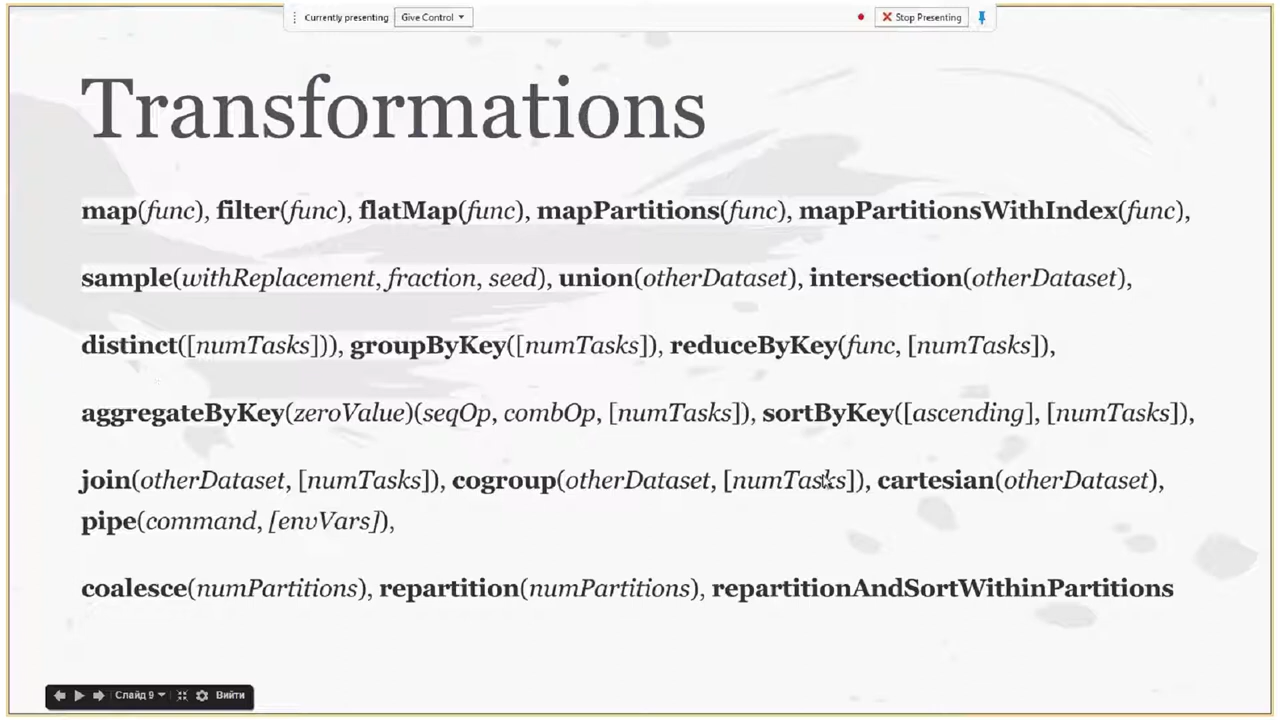 Currently presenting Give Control Stop Presenting
Transformations
map(func), filter(func), flatMap(func), mapPartitions(func), mapPartitionsWithIndex(func),
sample(withReplacement, fraction, seed), union(otherDataset), intersection(otherDataset),
distinct([numTasks])), groupByKey([numTasks]), reduceByKey(func, [numTasks]),
aggregateByKey(zeroValue)(seqOp, combOp, [numTasks]), sortByKey([ascending], [numTasks]),
join(otherDataset, [numTasks]), cogroup(otherDataset, [numTasks]), cartesian(otherDataset),
pipe(command, [envVars]),
coalesce(numPartitions), repartition(numPartitions), repartitionAndSortWithinPartitions
Слайд 9 Вийти